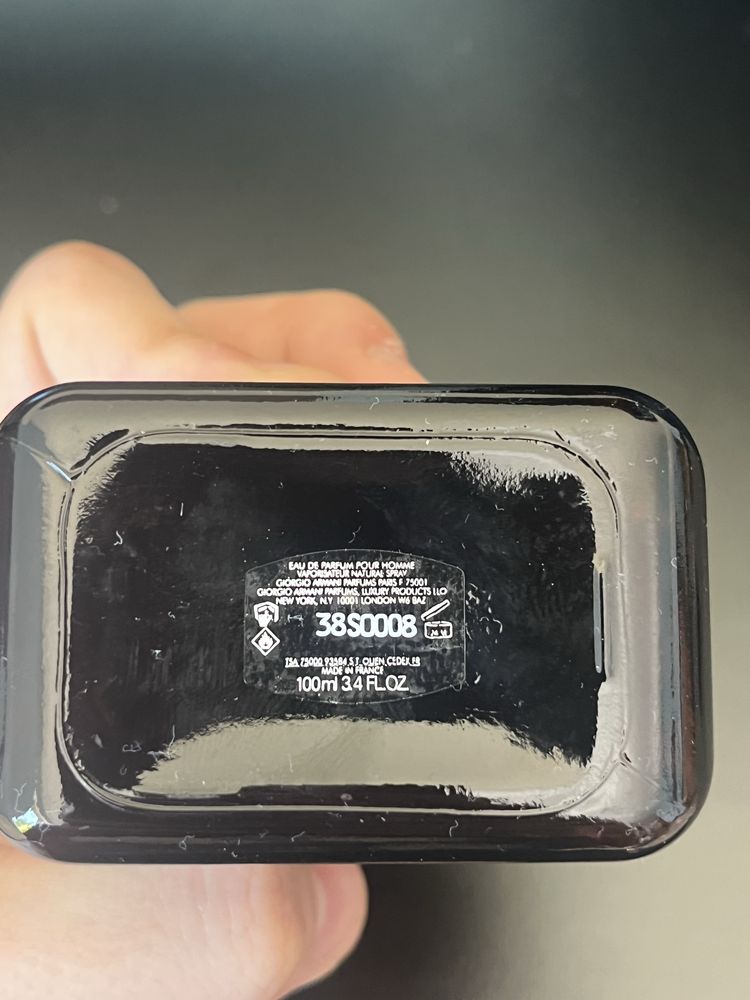 EAU DE PARFUM POUR HOMME
VAPORISATEUR NATURAL SPRAY
GIORGIO ARMANI PARFUMS PARIS F 75001
GIORGIO ARMANI PARFUMS, LUXURY PRODUCTS LLO
NEW YORK, N.Y 10001 LONDON W6 8AZ
38S0008
TSA 75000 93584 S.T. OUEN CEDEX FR
MADE IN FRANCE
100ml 3.4 FL.OZ.